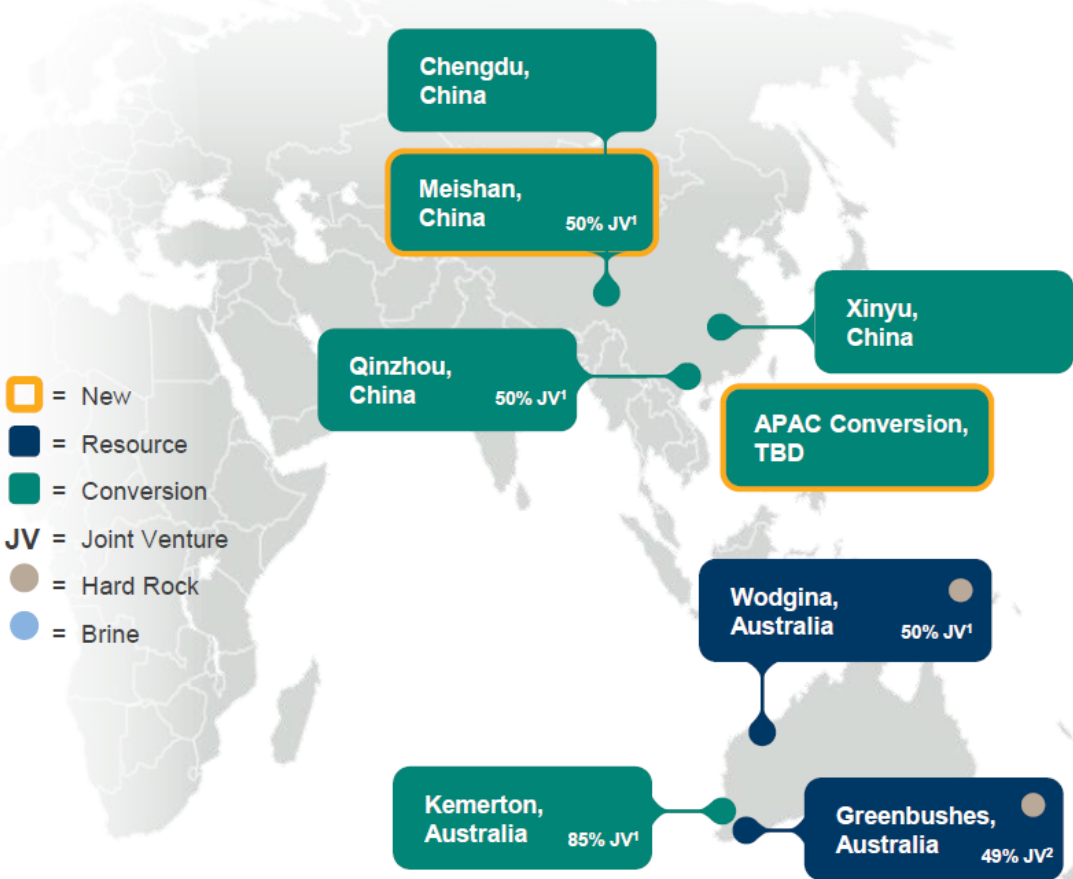 Chengdu,
China
Meishan,
China
50% JV¹
Xinyu,
China
Qinzhou,
China
50% JV¹
APAC Conversion,
TBD
= New
= Resource
= Conversion
JV = Joint Venture
= Hard Rock
= Brine
Wodgina,
Australia
50% JV¹
Kemerton,
Australia
85% JV¹
Greenbushes,
Australia
49% JV²